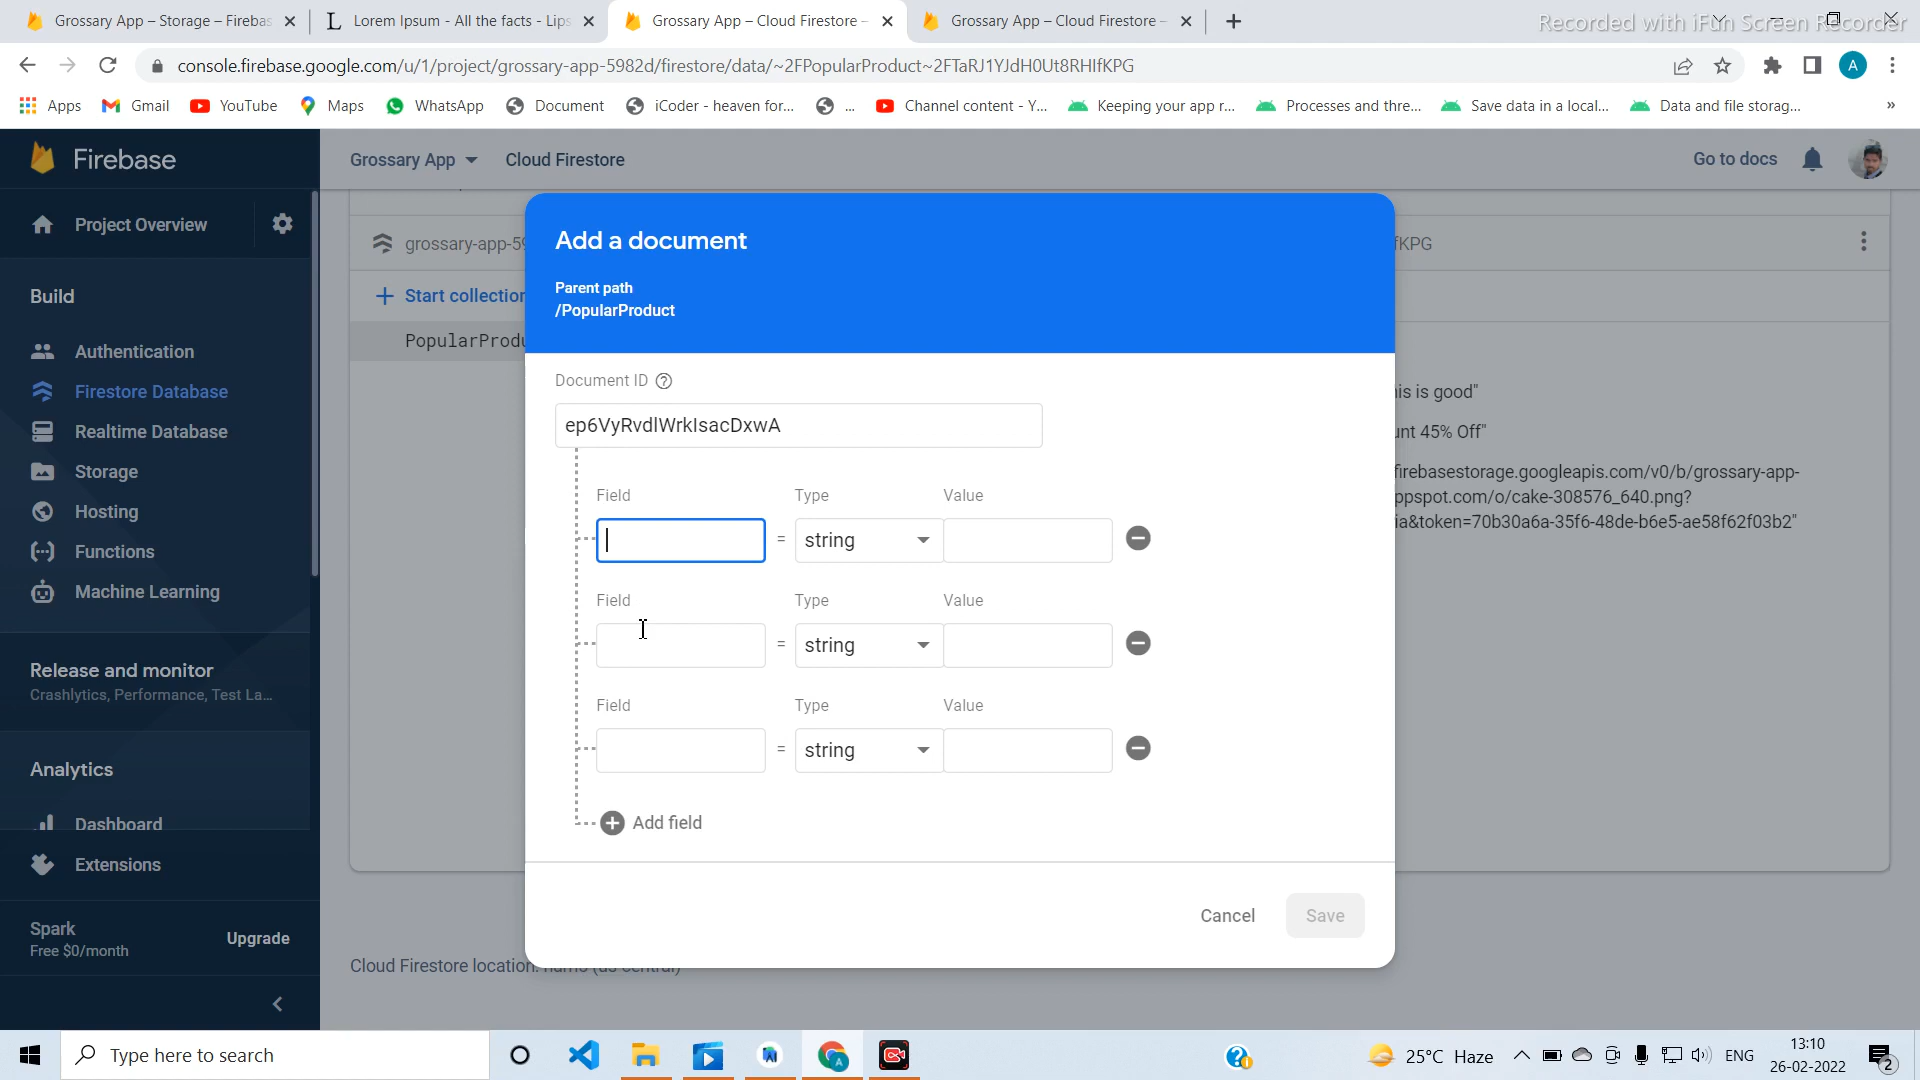 Grossary App – Storage – Firebas
Lorem Ipsum - All the facts - Lips
Grossary App – Cloud Firestore –
Grossary App – Cloud Firestore –
Recorded with iFun Screen Recorder
console.firebase.google.com/u/1/project/grossary-app-5982d/firestore/data/~2FPopularProduct~2FTaRJ1YJdH0Ut8RHIfKPG
A
Apps
Gmail
YouTube
Maps
WhatsApp
Document
iCoder - heaven for...
...
Channel content - Y...
Keeping your app r...
Processes and thre...
Save data in a local...
Data and file storag...
»
Firebase
Grossary App
Cloud Firestore
Go to docs
Project Overview
Build
Authentication
Firestore Database
Realtime Database
Storage
Hosting
Functions
Machine Learning
Release and monitor
Crashlytics, Performance, Test La...
Analytics
Dashboard
Extensions
Spark
Free $0/month
Upgrade
grossary-app-59
fKPG
Start collection
PopularProdu
Add a document
Parent path
/PopularProduct
Document ID
ep6VyRvdlWrkIsacDxwA
Field Type Value
= string
Field Type Value
= string
Field Type Value
= string
Add field
Cancel
Save
is is good"
nt 45% Off"
firebasestorage.googleapis.com/v0/b/grossary-app-
ppspot.com/o/cake-308576_640.png?
ia&token=70b30a6a-35f6-48de-b6e5-ae58f62f03b2"
Cloud Firestore location:
Type here to search
25°C Haze
ENG
13:10
26-02-2022
2